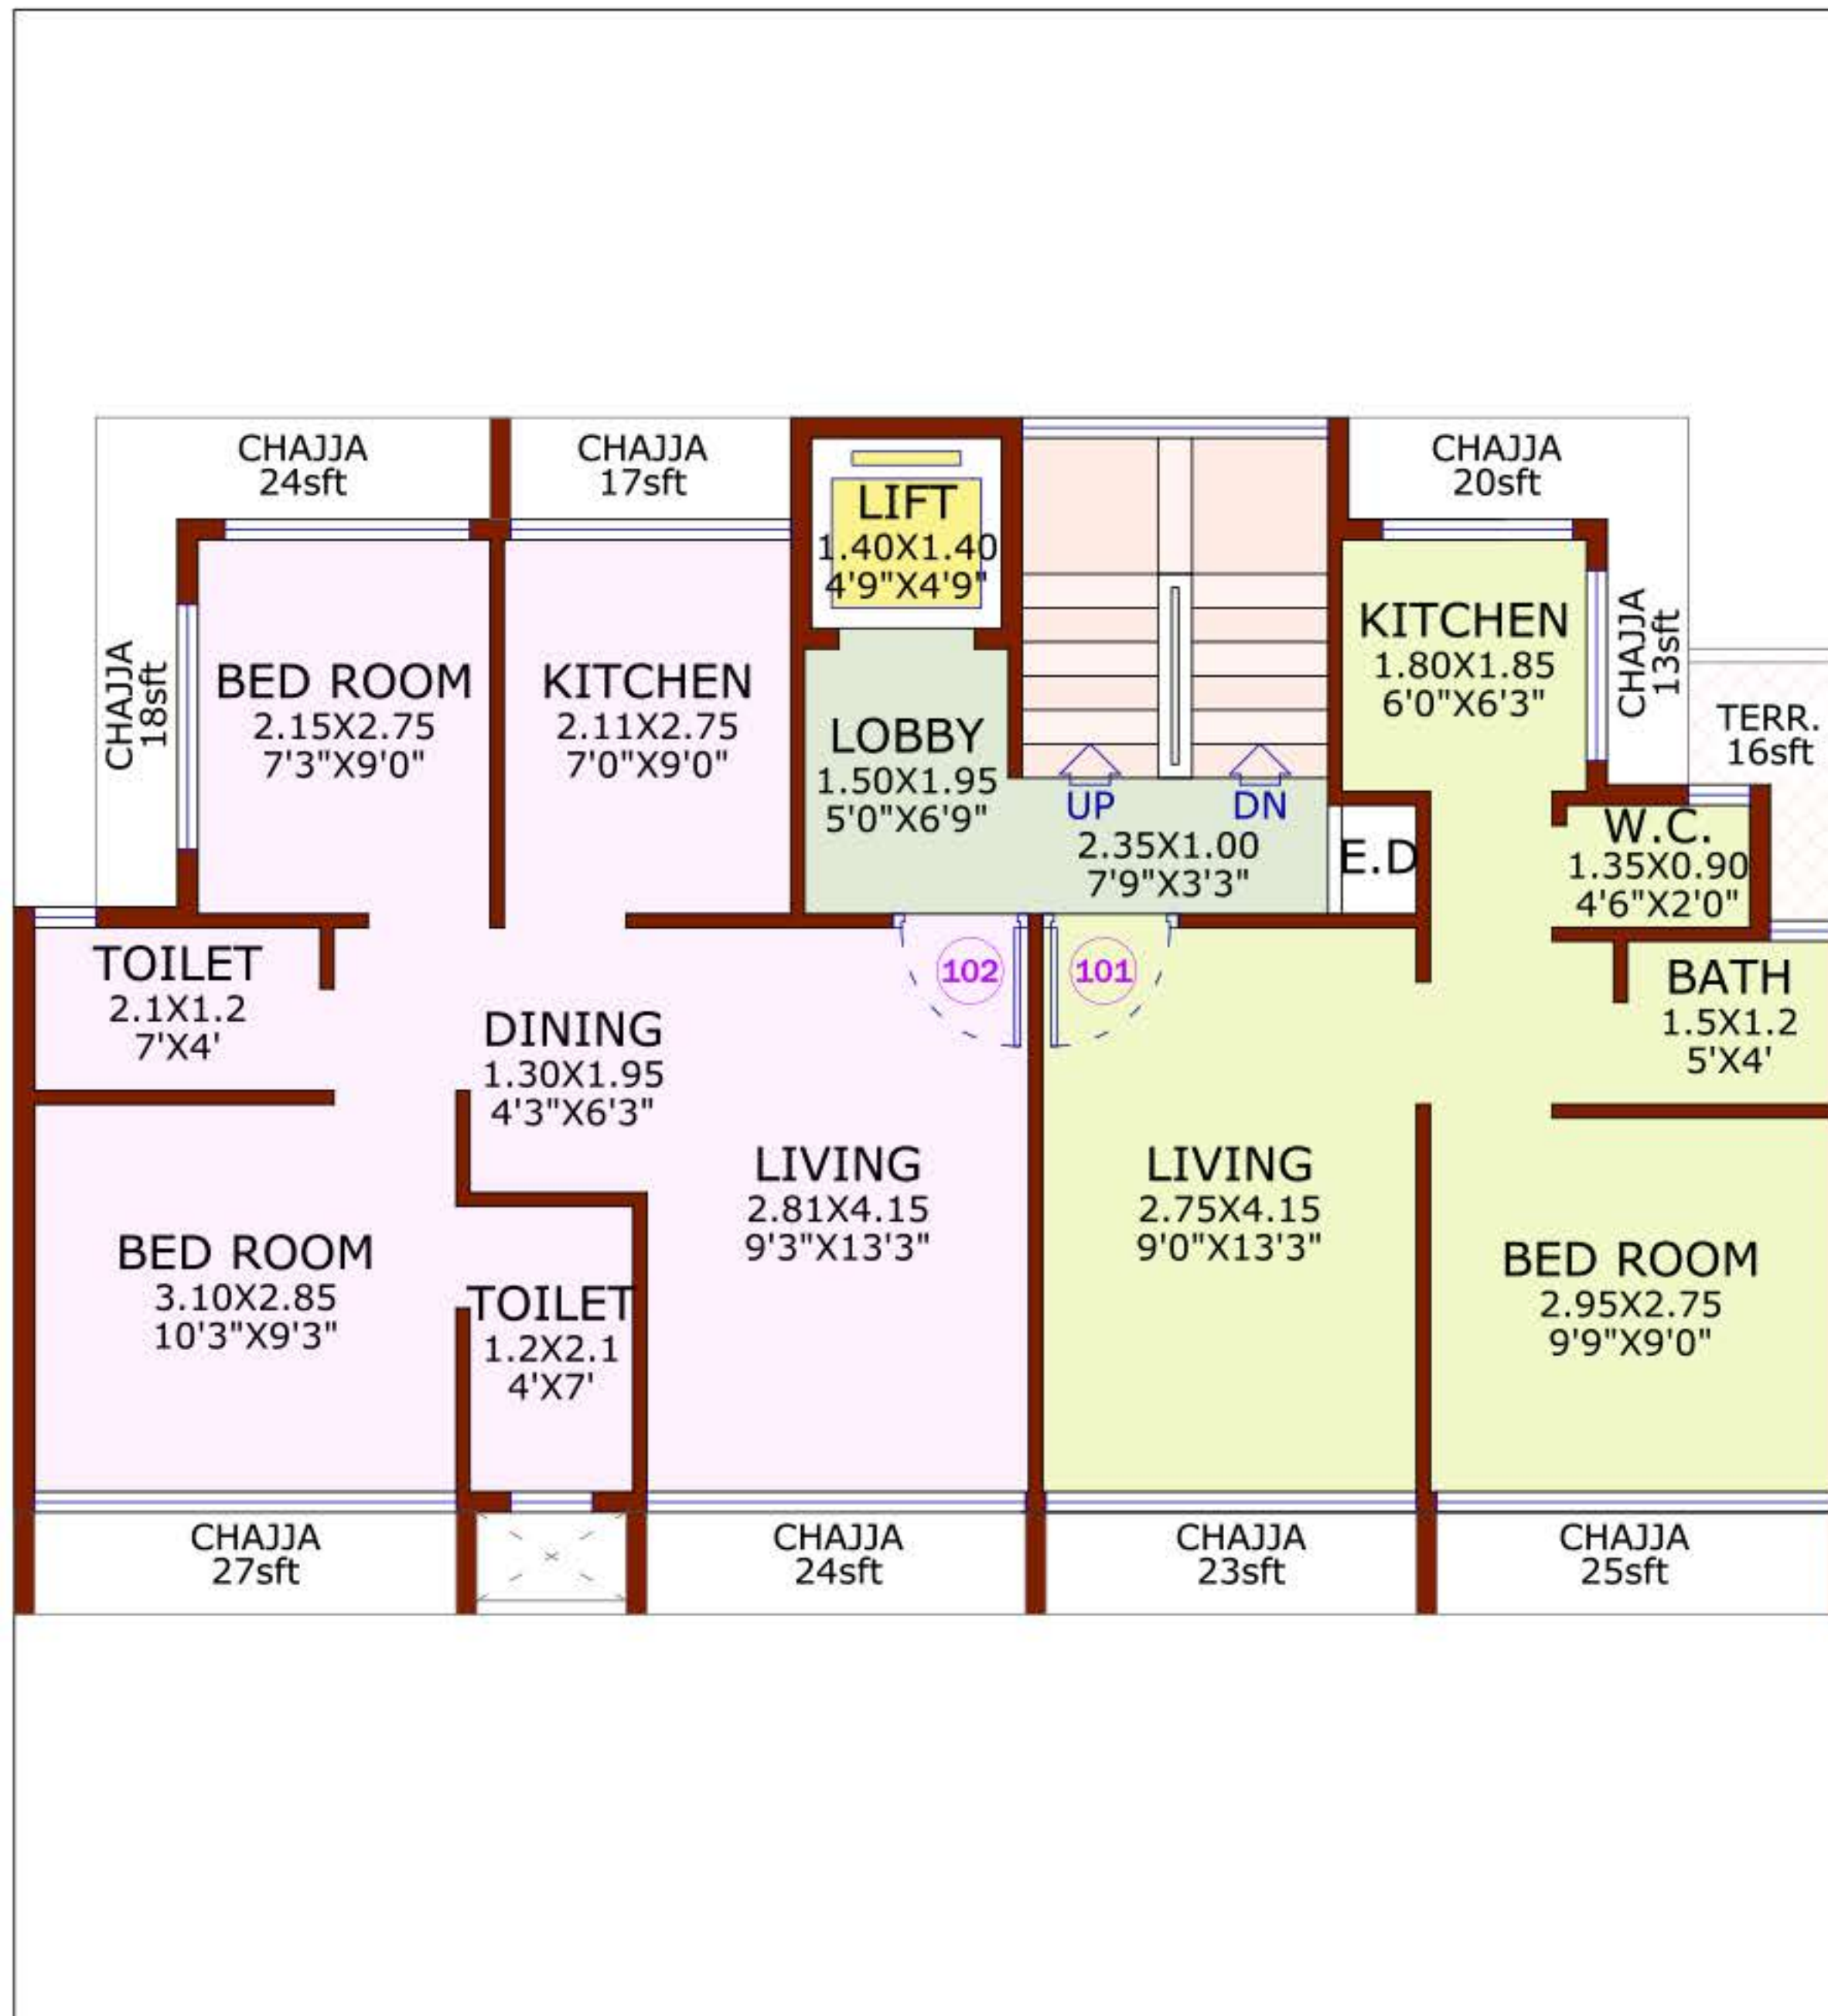 CHAJJA
24sft
CHAJJA
17sft
CHAJJA
20sft
LIFT
1.40X1.40
4'9"X4'9"
CHAJJA
18sft
BED ROOM
2.15X2.75
7'3"X9'0"
KITCHEN
2.11X2.75
7'0"X9'0"
LOBBY
1.50X1.95
5'0"X6'9"
UP
DN
2.35X1.00
7'9"X3'3"
E.D
KITCHEN
1.80X1.85
6'0"X6'3"
CHAJJA
13sft
TERR.
16sft
W.C.
1.35X0.90
4'6"X2'0"
TOILET
2.1X1.2
7'X4'
DINING
1.30X1.95
4'3"X6'3"
102
101
BATH
1.5X1.2
5'X4'
BED ROOM
3.10X2.85
10'3"X9'3"
TOILET
1.2X2.1
4'X7'
LIVING
2.81X4.15
9'3"X13'3"
LIVING
2.75X4.15
9'0"X13'3"
BED ROOM
2.95X2.75
9'9"X9'0"
CHAJJA
27sft
CHAJJA
24sft
CHAJJA
23sft
CHAJJA
25sft